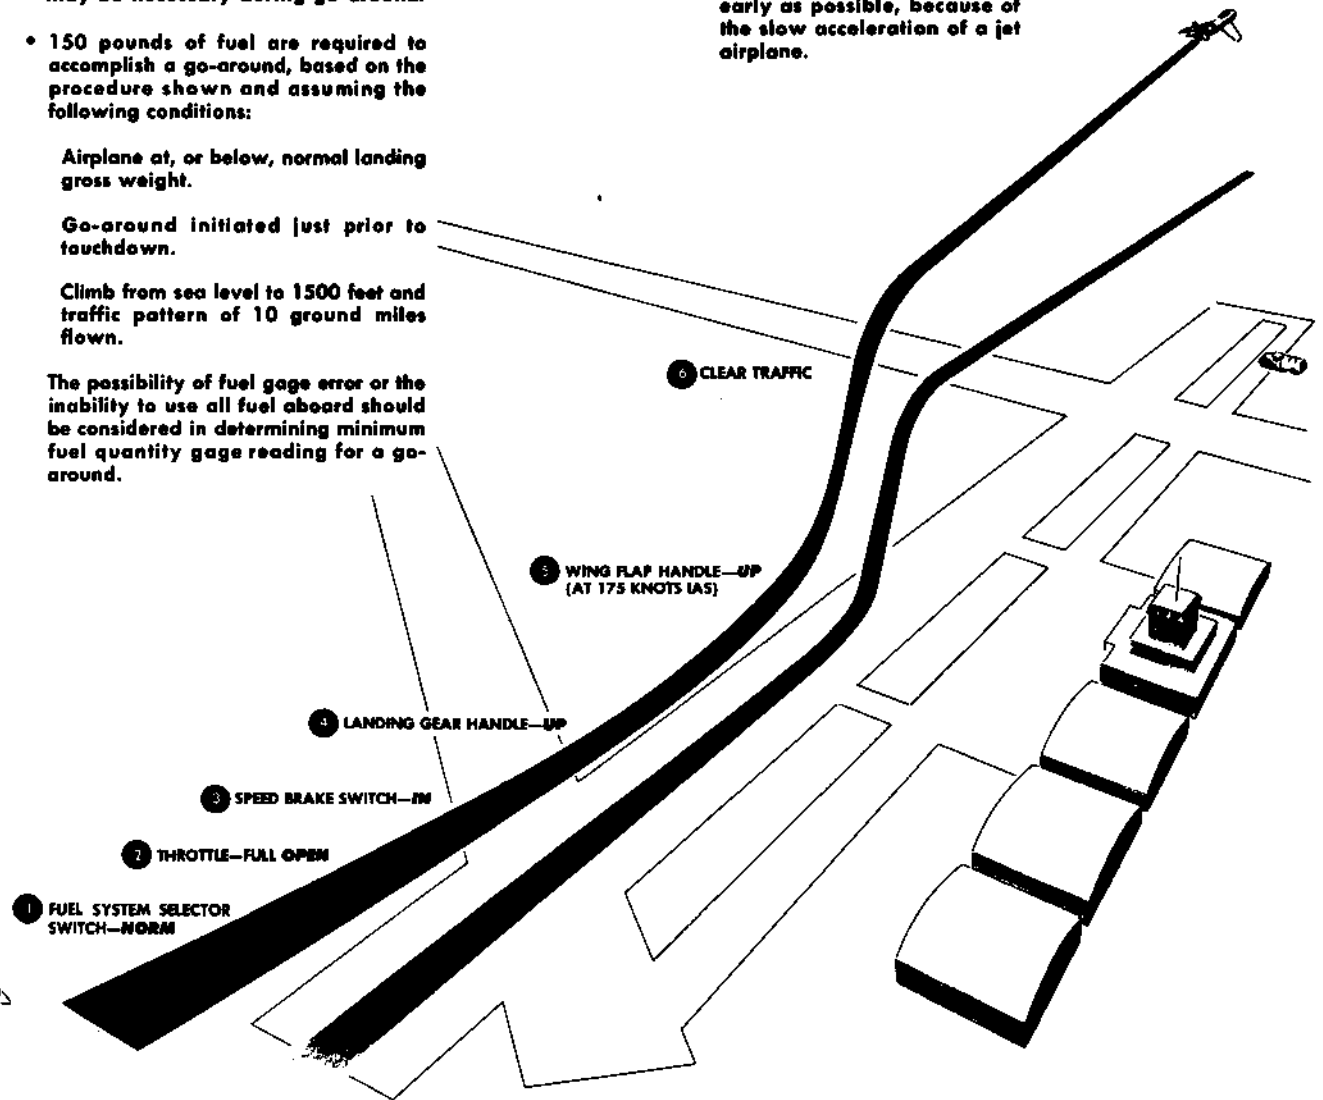 • 150 pounds of fuel are required to
accomplish a go-around, based on the
procedure shown and assuming the
following conditions:
Airplane at, or below, normal landing
gross weight.
Go-around initiated just prior to
touchdown.
Climb from sea level to 1500 feet and
traffic pattern of 10 ground miles
flown.
The possibility of fuel gage error or the
inability to use all fuel aboard should
be considered in determining minimum
fuel quantity gage reading for a go-
around.
early as possible, because of
the slow acceleration of a jet
airplane.
6 CLEAR TRAFFIC
5 WING FLAP HANDLE—UP
(AT 175 KNOTS IAS)
4 LANDING GEAR HANDLE—UP
3 SPEED BRAKE SWITCH—IN
2 THROTTLE—FULL OPEN
1 FUEL SYSTEM SELECTOR
SWITCH—NORM